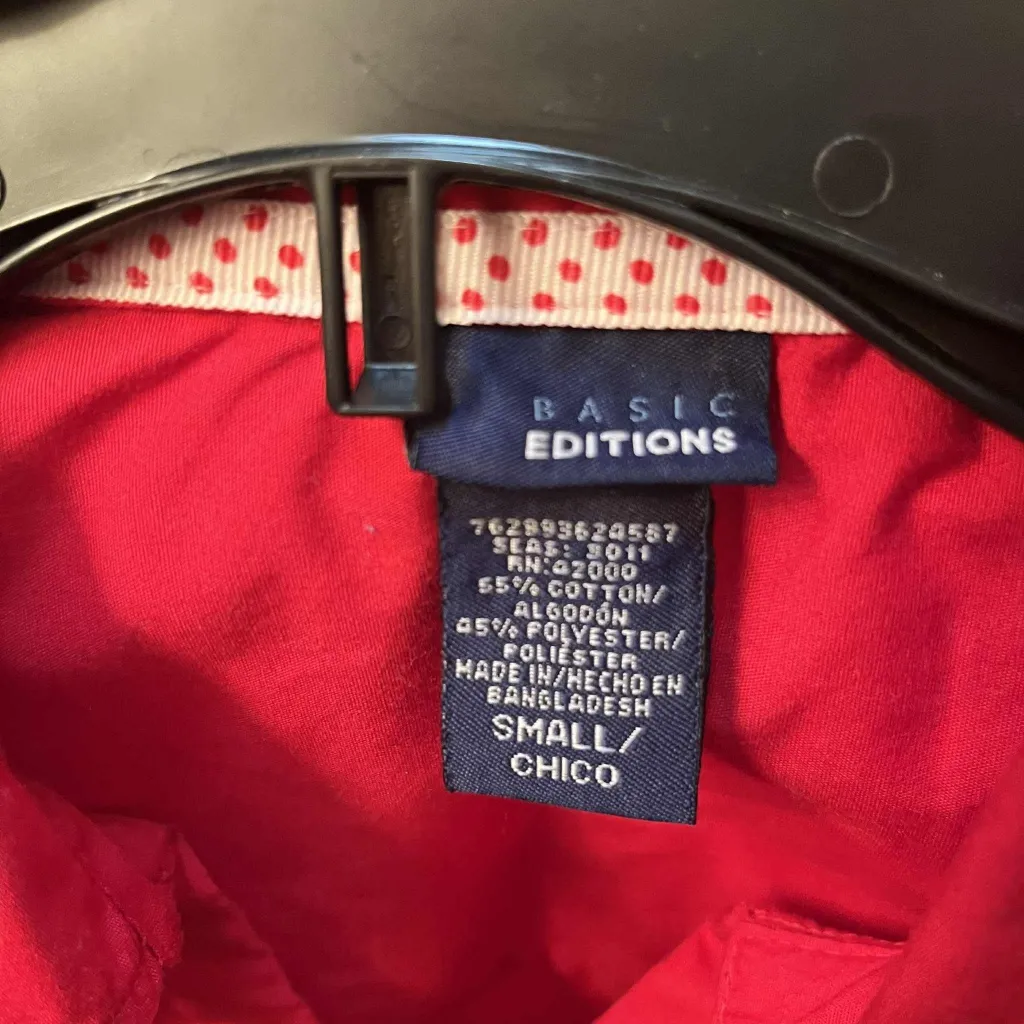 BASIC
EDITIONS
762893624587
SEAS: 3011
RN:42000
55% COTTON/
ALGODÓN
45% POLYESTER/
POLIÉSTER
MADE IN/HECHO EN
BANGLADESH
SMALL/
CHICO